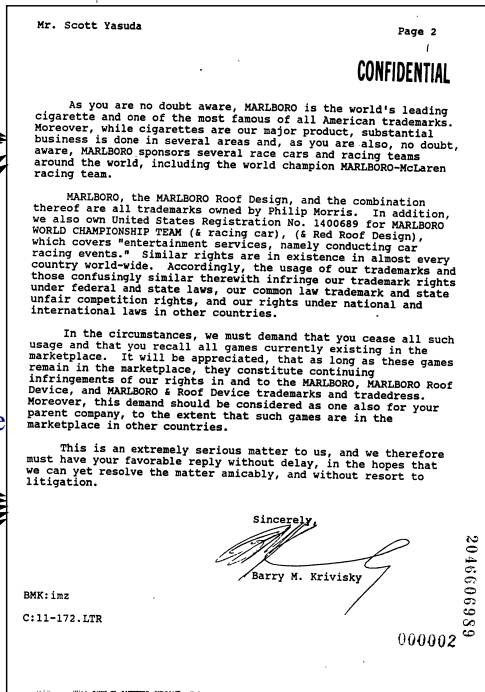 Mr. Scott Yasuda
Page 2
CONFIDENTIAL
As you are no doubt aware, MARLBORO is the world's leading
cigarette and one of the most famous of all American trademarks.
Moreover, while cigarettes are our major product, substantial
business is done in several areas and, as you are also, no doubt,
aware, MARLBORO sponsors several race cars and racing teams
around the world, including the world champion MARLBORO-McLaren
racing team.
MARLBORO, the MARLBORO Roof Design, and the combination
thereof are all trademarks owned by Philip Morris. In addition,
we also own United States Registration No. 1400689 for MARLBORO
WORLD CHAMPIONSHIP TEAM (& racing car), (& Red Roof Design),
which covers "entertainment services, namely conducting car
racing events." Similar rights are in existence in almost every
country world-wide. Accordingly, the usage of our trademarks and
those confusingly similar therewith infringe our trademark rights
under federal and state laws, our common law trademark and state
unfair competition rights, and our rights under national and
international laws in other countries.
In the circumstances, we must demand that you cease all such
usage and that you recall all games currently existing in the
marketplace. It will be appreciated, that as long as these games
remain in the marketplace, they constitute continuing
infringements of our rights in and to the MARLBORO, MARLBORO Roof
Device, and MARLBORO & Roof Device trademarks and tradedress.
Moreover, this demand should be considered as one also for your
parent company, to the extent that such games are in the
marketplace in other countries.
This is an extremely serious matter to us, and we therefore
must have your favorable reply without delay, in the hopes that
we can yet resolve the matter amicably, and without resort to
litigation.
Sincerely,
Barry M. Krivisky
BMK:imz
C:11-172.LTR
000002
2046606989